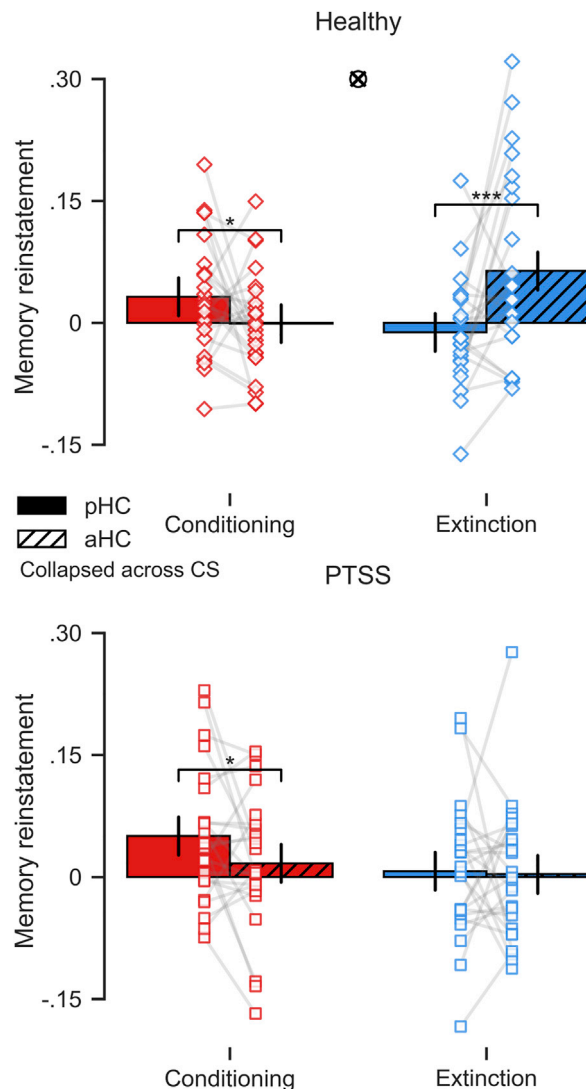 Healthy
Memory reinstatement
.30
.15
0
-.15
*
***
Conditioning
Extinction
pHC
aHC
Collapsed across CS
PTSS
Memory reinstatement
.30
.15
0
-.15
*
Conditioning
Extinction